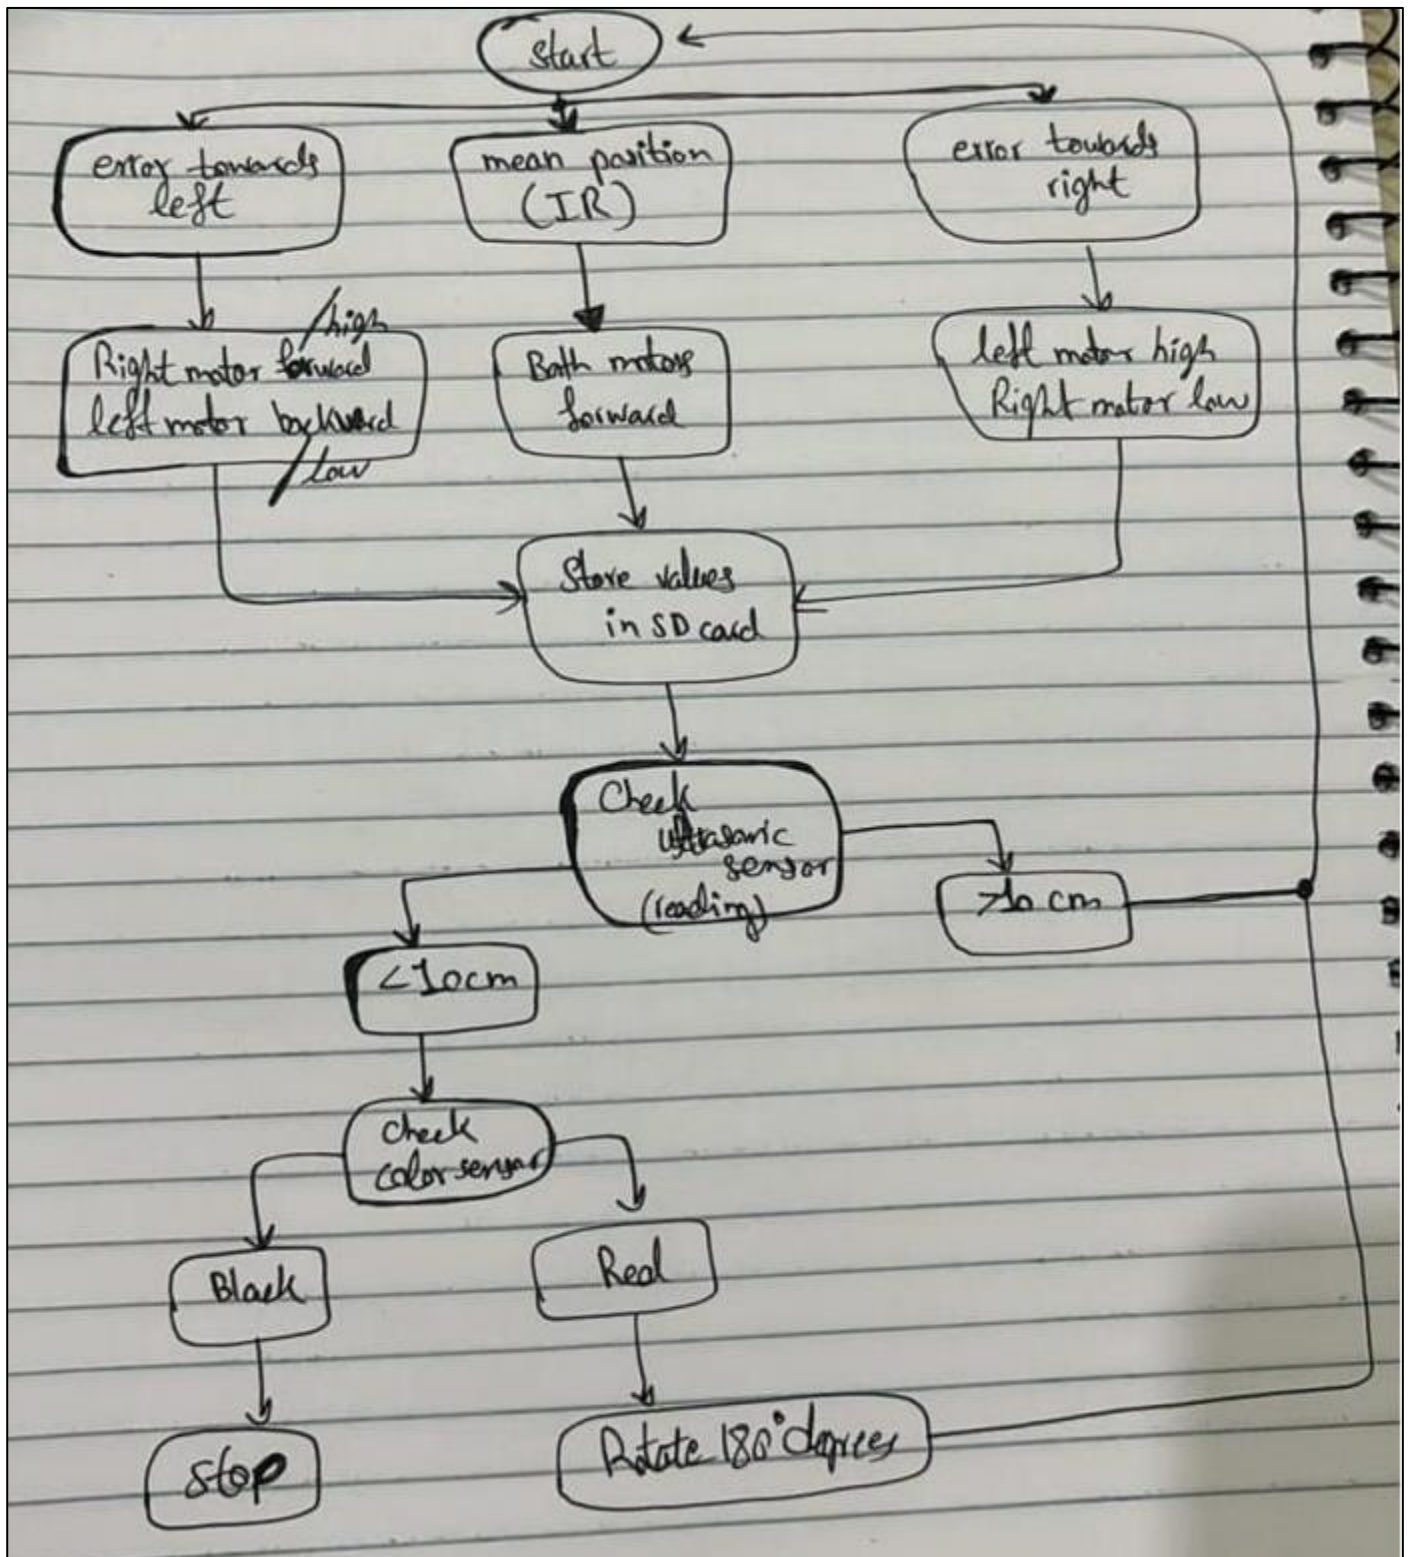 Start
error towards
left
mean position
(IR)
error towards
right
/high
Right motor forward
left motor backward
/low
Both motors
forward
left motor high
Right motor low
Store values
in SD card
Check
ultrasonic
sensor
(reading)
>10 cm
<10cm
Check
color sensor
Black
Red
Stop
Rotate 180° degrees